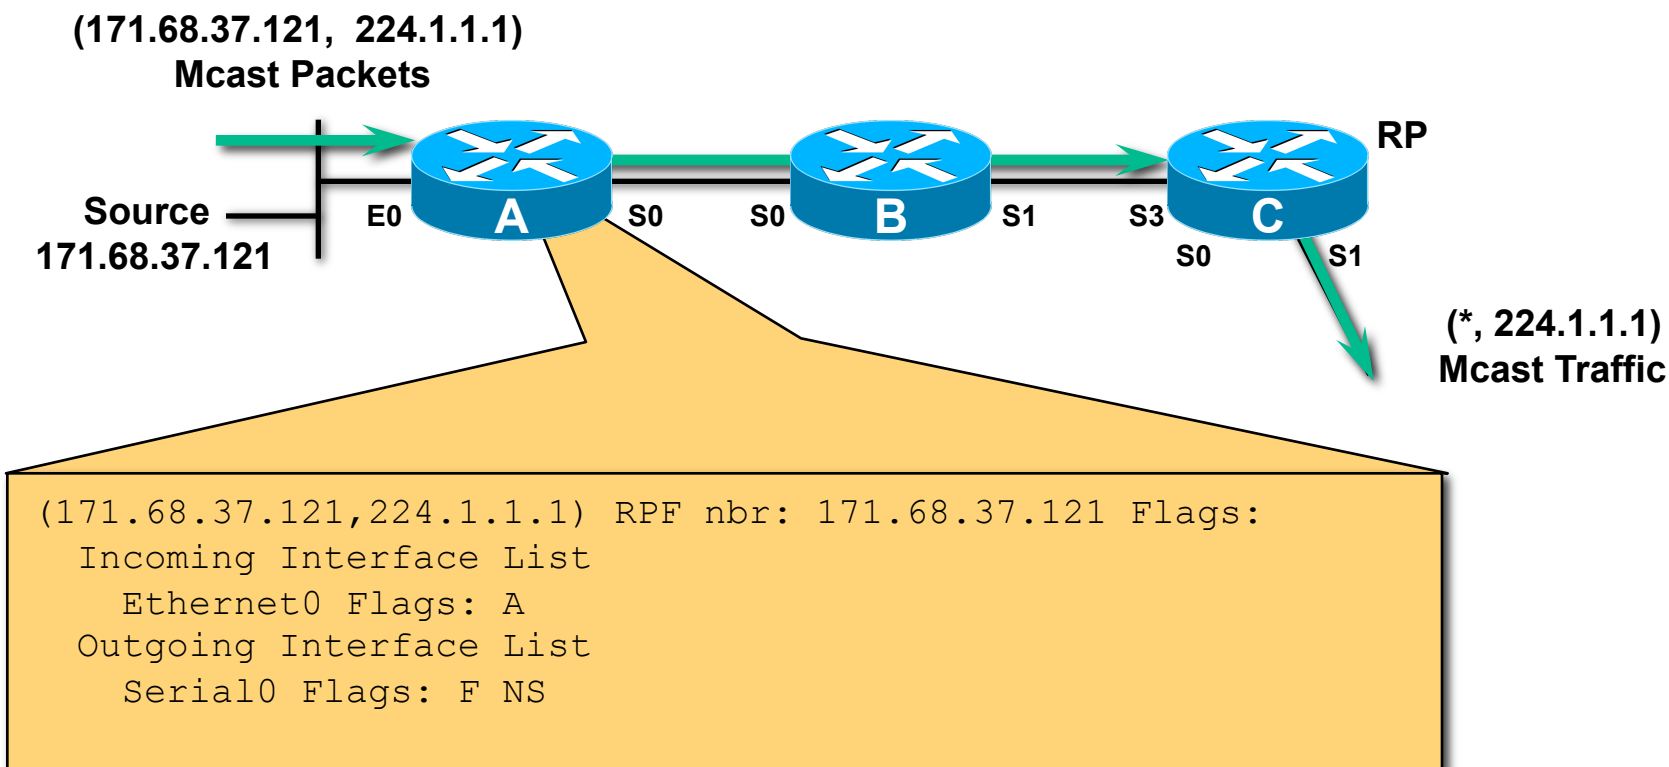 (171.68.37.121, 224.1.1.1)
Mcast Packets
RP
Source
171.68.37.121
E0
A
S0
S0
B
S1
S3
C
S0
S1
(*, 224.1.1.1)
Mcast Traffic
(171.68.37.121,224.1.1.1) RPF nbr: 171.68.37.121 Flags:
Incoming Interface List
Ethernet0 Flags: A
Outgoing Interface List
Serial0 Flags: F NS